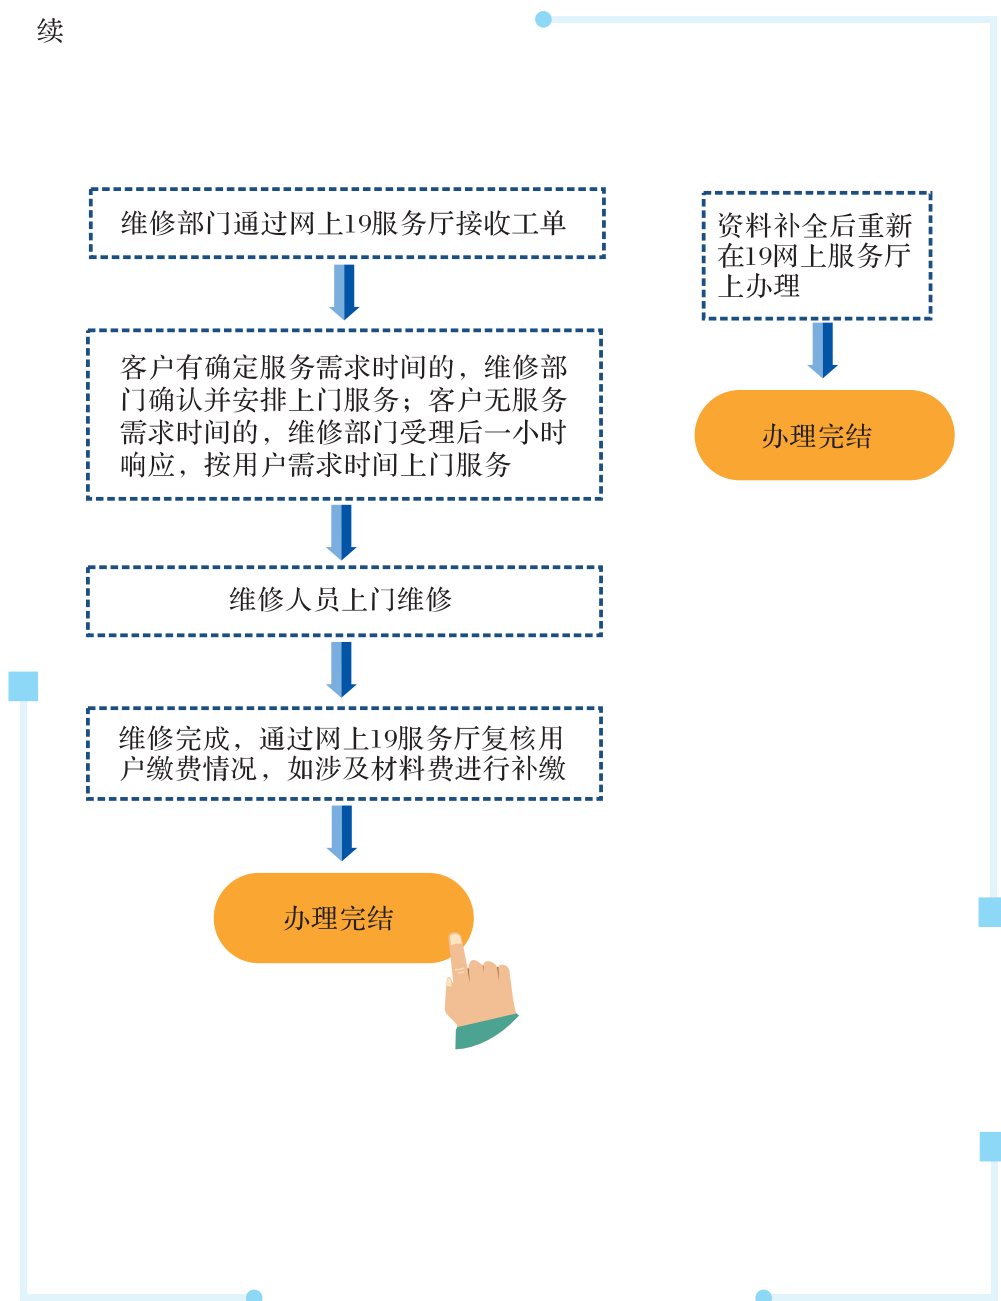 续
维修部门通过网上19服务厅接收工单
客户有确定服务需求时间的，维修部
门确认并安排上门服务；客户无服务
需求时间的，维修部门受理后一小时
响应，按用户需求时间上门服务
维修人员上门维修
维修完成，通过网上19服务厅复核用
户缴费情况，如涉及材料费进行补缴
办理完结
资料补全后重新
在19网上服务厅
上办理
办理完结